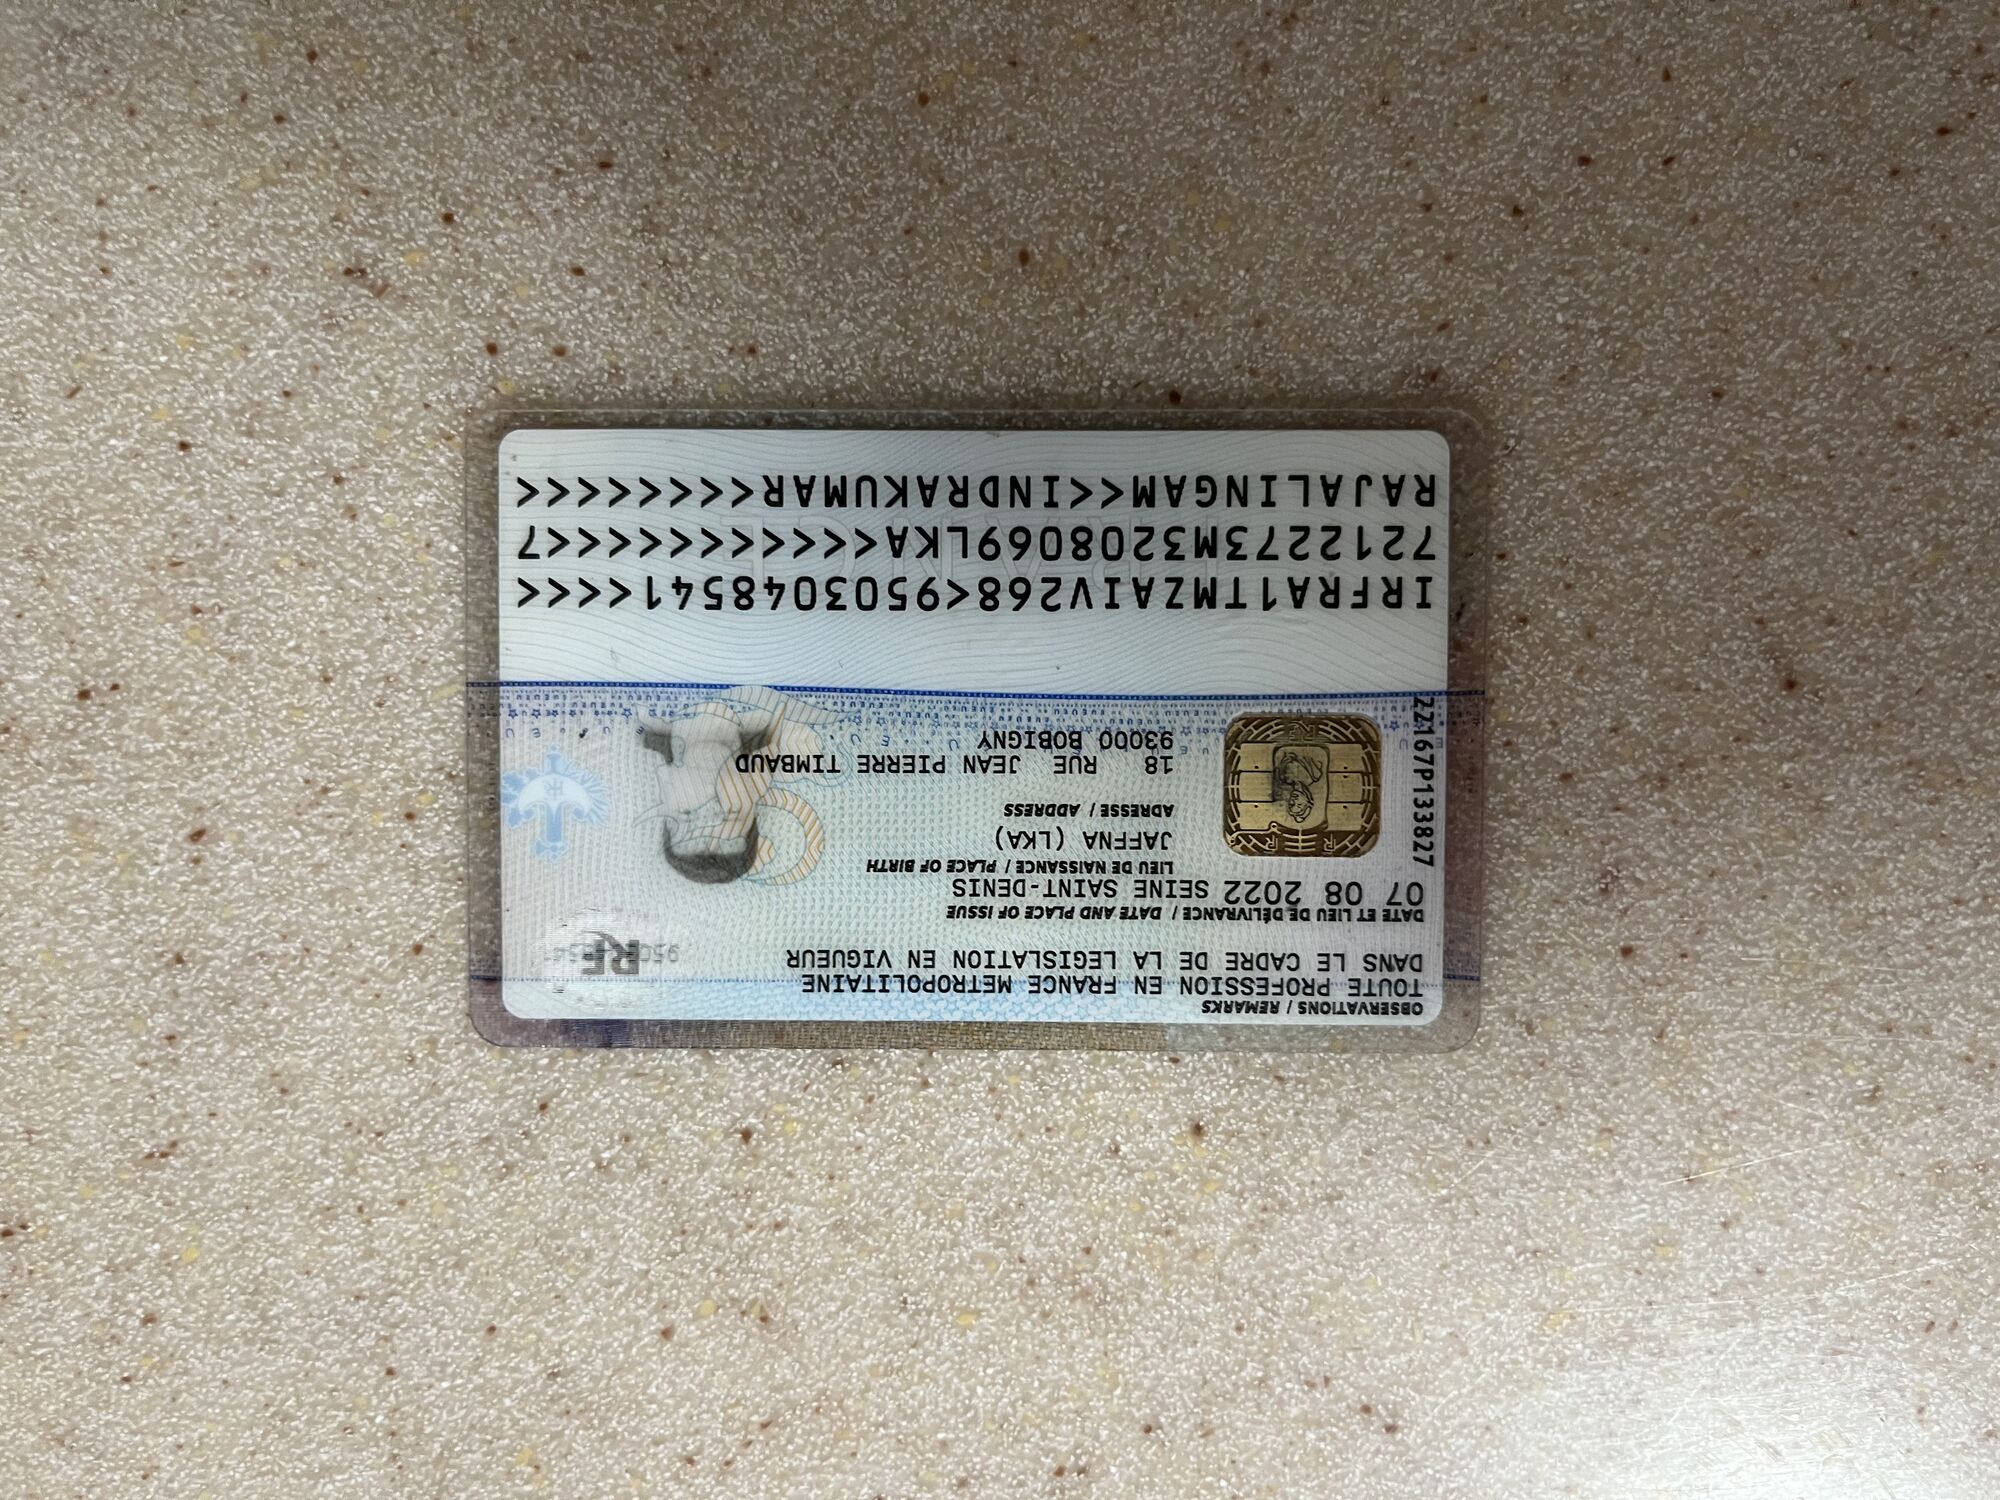 OBSERVATIONS / REMARKS
TOUTE PROFESSION EN FRANCE METROPOLITAINE
DANS LE CADRE DE LA LEGISLATION EN VIGUEUR
DATE ET LIEU DE DÉLIVRANCE / DATE AND PLACE OF ISSUE
07 08 2022 SEINE SAINT-DENIS
LIEU DE NAISSANCE / PLACE OF BIRTH
JAFFNA (LKA)
ADRESSE / ADDRESS
18 RUE JEAN PIERRE TIMBAUD
93000 BOBIGNY
ZZ167P133827
RF
IRFRA1TMZAIV268<9503048541<<<<
7212273M3208069LKA<<<<<<<<<<<7
RAJALINGAM<<INDRAKUMAR<<<<<<<<